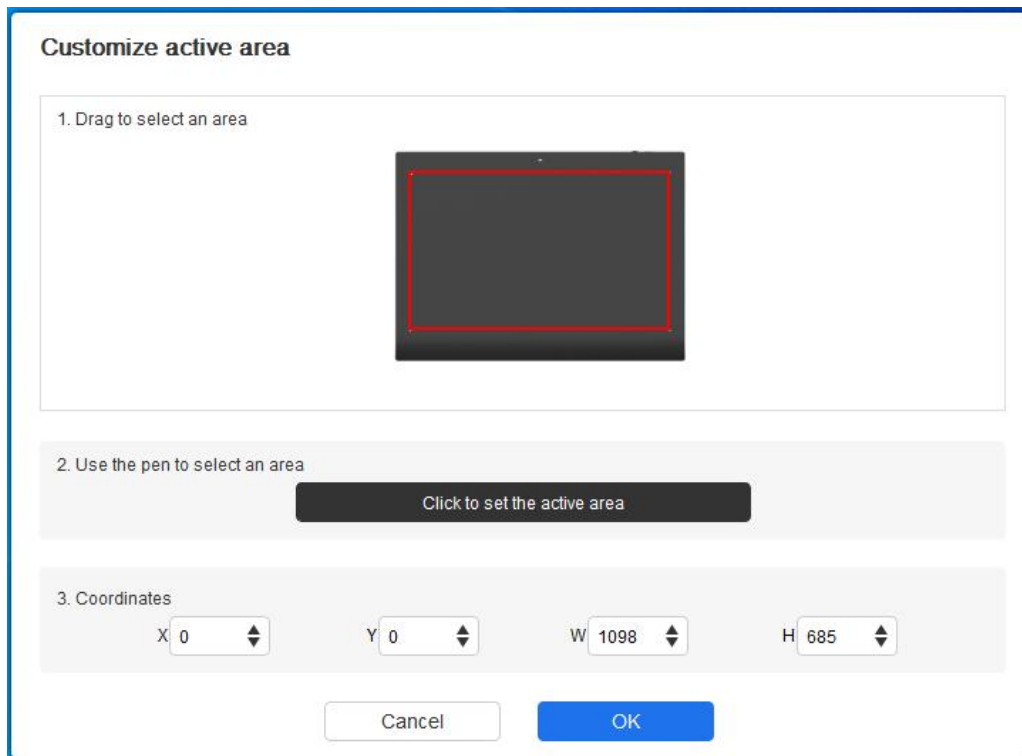 Customize active area
1. Drag to select an area
2. Use the pen to select an area
Click to set the active area
3. Coordinates
X 0 Y 0 W 1098 H 685
Cancel OK